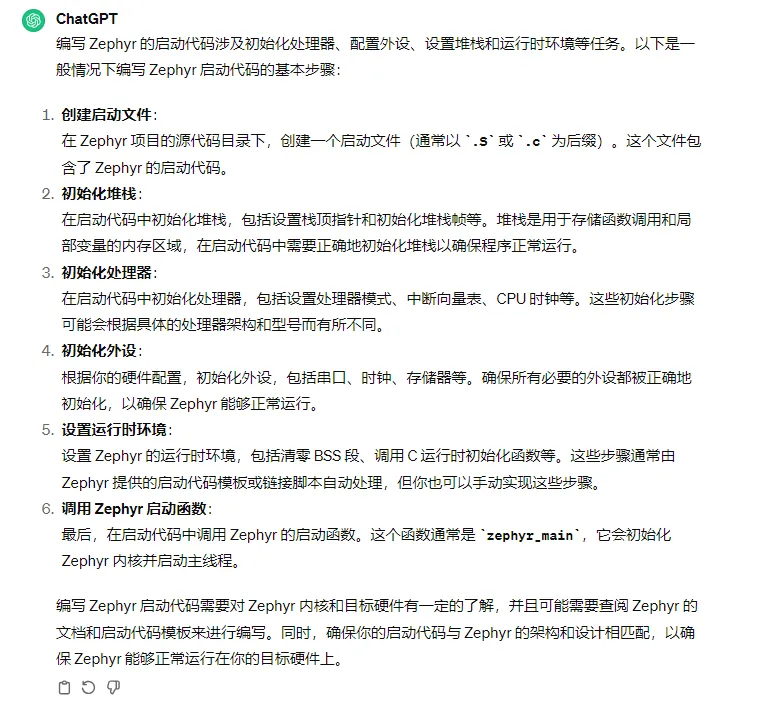 ChatGPT
编写 Zephyr 的启动代码涉及初始化处理器、配置外设、设置堆栈和运行时环境等任务。以下是一
般情况下编写 Zephyr 启动代码的基本步骤：
1. 创建启动文件：
在 Zephyr 项目的源代码目录下，创建一个启动文件（通常以 `.S` 或 `.c` 为后缀）。这个文件包
含了 Zephyr 的启动代码。
2. 初始化堆栈：
在启动代码中初始化堆栈，包括设置栈顶指针和初始化堆栈帧等。堆栈是用于存储函数调用和局
部变量的内存区域，在启动代码中需要正确地初始化堆栈以确保程序正常运行。
3. 初始化处理器：
在启动代码中初始化处理器，包括设置处理器模式、中断向量表、CPU 时钟等。这些初始化步骤
可能会根据具体的处理器架构和型号而有所不同。
4. 初始化外设：
根据你的硬件配置，初始化外设，包括串口、时钟、存储器等。确保所有必要的外设都被正确地
初始化，以确保 Zephyr 能够正常运行。
5. 设置运行时环境：
设置 Zephyr 的运行时环境，包括清零 BSS 段、调用 C 运行时初始化函数等。这些步骤通常由
Zephyr 提供的启动代码模板或链接脚本自动处理，但你也可以手动实现这些步骤。
6. 调用 Zephyr 启动函数：
最后，在启动代码中调用 Zephyr 的启动函数。这个函数通常是 `zephyr_main`，它会初始化
Zephyr 内核并启动主线程。
编写 Zephyr 启动代码需要对 Zephyr 内核和目标硬件有一定的了解，并且可能需要查阅 Zephyr 的
文档和启动代码模板来进行编写。同时，确保你的启动代码与 Zephyr 的架构和设计相匹配，以确
保 Zephyr 能够正常运行在你的目标硬件上。